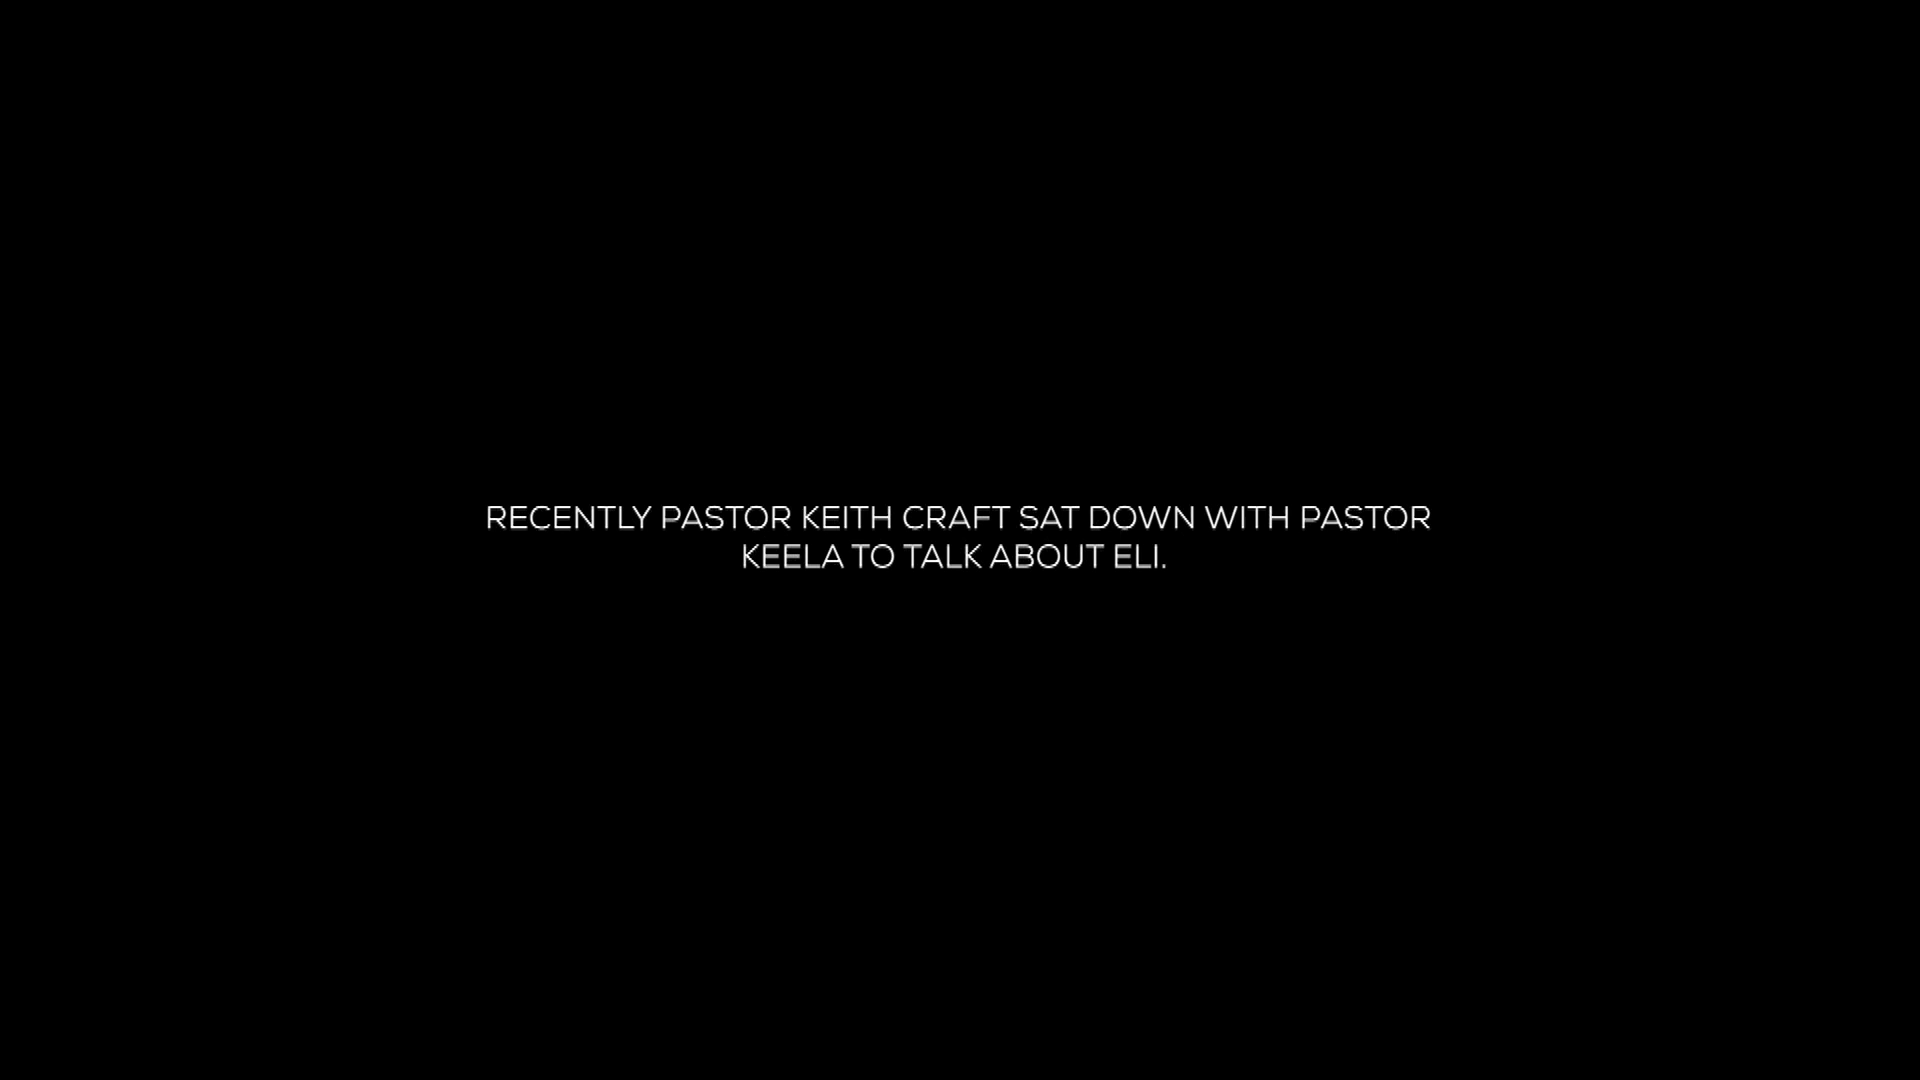 RECENTLY PASTOR KEITH CRAFT SAT DOWN WITH PASTOR
KEELA TO TALK ABOUT ELI.